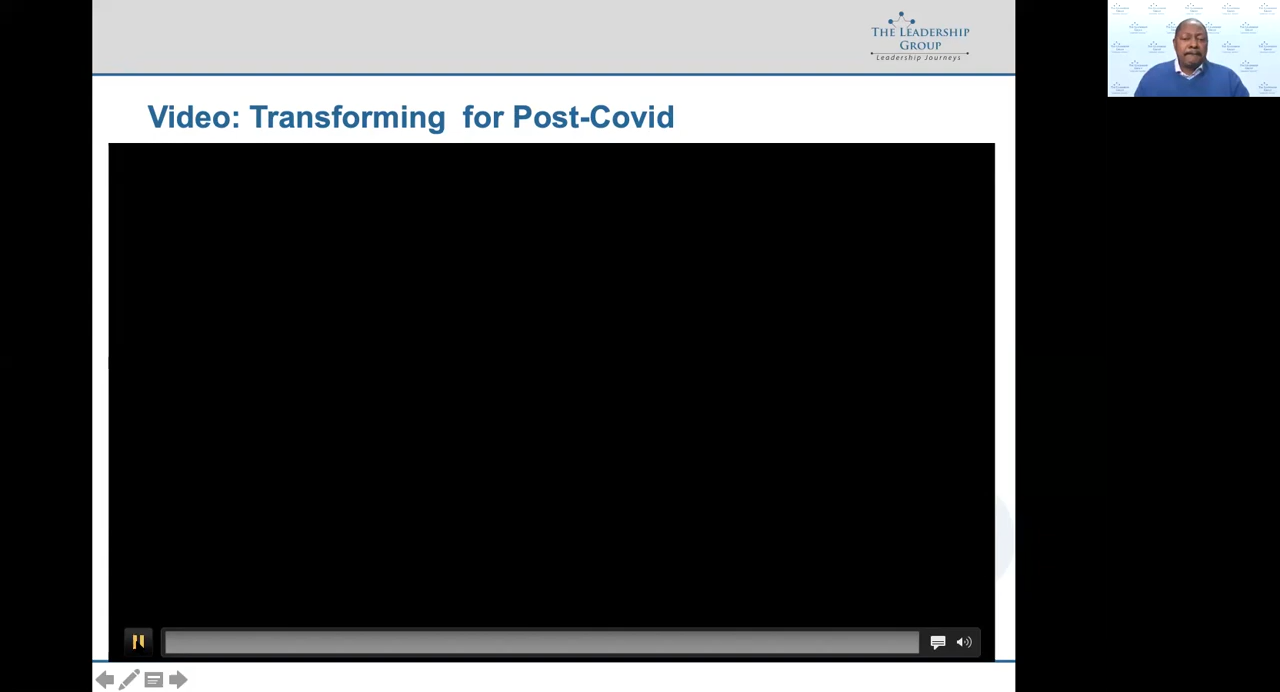 THE LEADERSHIP
GROUP
Leadership Journeys
Video: Transforming  for Post-Covid